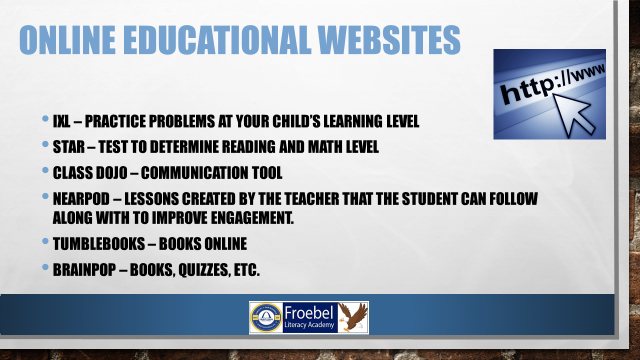 ONLINE EDUCATIONAL WEBSITES
http://www
• IXL – PRACTICE PROBLEMS AT YOUR CHILD'S LEARNING LEVEL
• STAR – TEST TO DETERMINE READING AND MATH LEVEL
• CLASS DOJO – COMMUNICATION TOOL
• NEARPOD – LESSONS CREATED BY THE TEACHER THAT THE STUDENT CAN FOLLOW
ALONG WITH TO IMPROVE ENGAGEMENT.
• TUMBLEBOOKS – BOOKS ONLINE
• BRAINPOP – BOOKS, QUIZZES, ETC.
Froebel
Literacy Academy